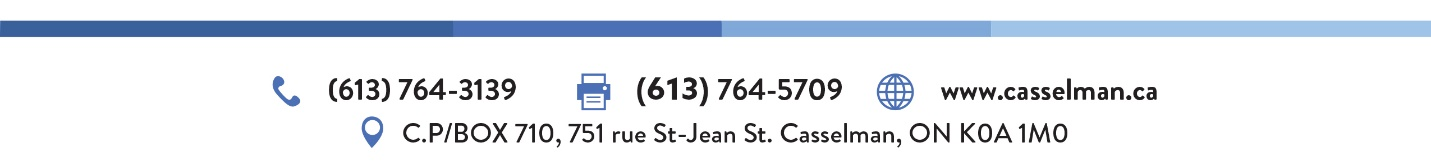 (613) 764-3139 (613) 764-5709 www.casselman.ca
C.P/BOX 710, 751 rue St-Jean St. Casselman, ON K0A 1M0